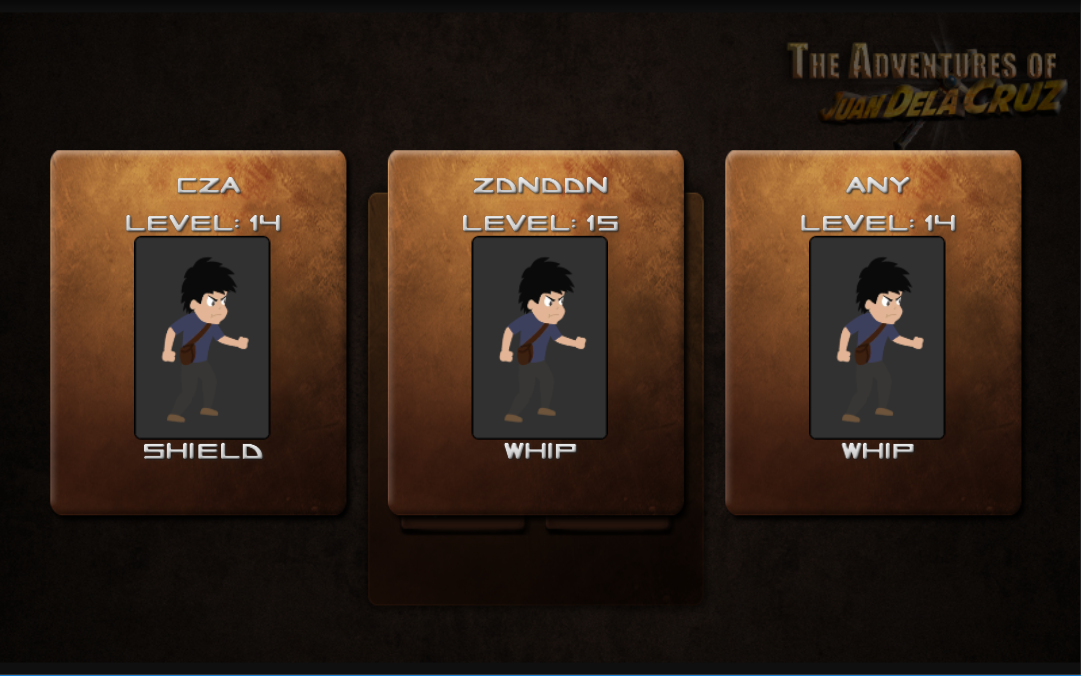 THE ADVENTURES OF
JUAN DELA CRUZ
CZA
LEVEL: 14
SHIELD
ZDNDDN
LEVEL: 15
WHIP
ANY
LEVEL: 14
WHIP